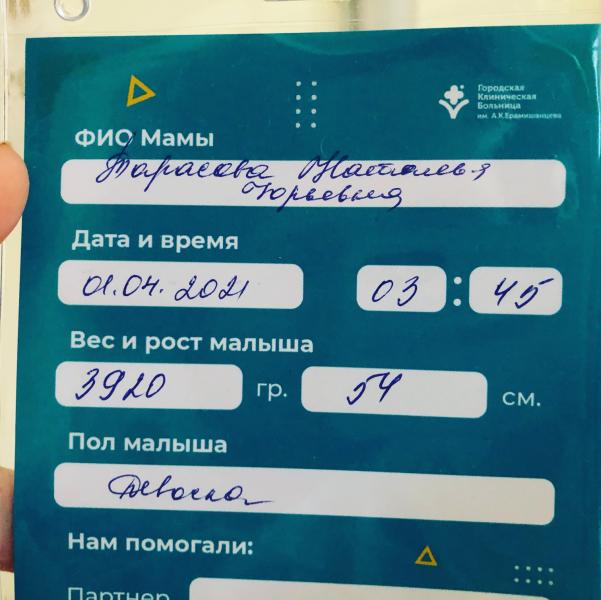 Городская
Клиническая
Больница
им. А.К.Ерамишанцева
ФИО Мамы
Тарасова Наталья
Юрьевна
Дата и время
01.04.2021 03 : 45
Вес и рост малыша
3920 гр. 54 см.
Пол малыша
Девочка
Нам помогали:
Партнер